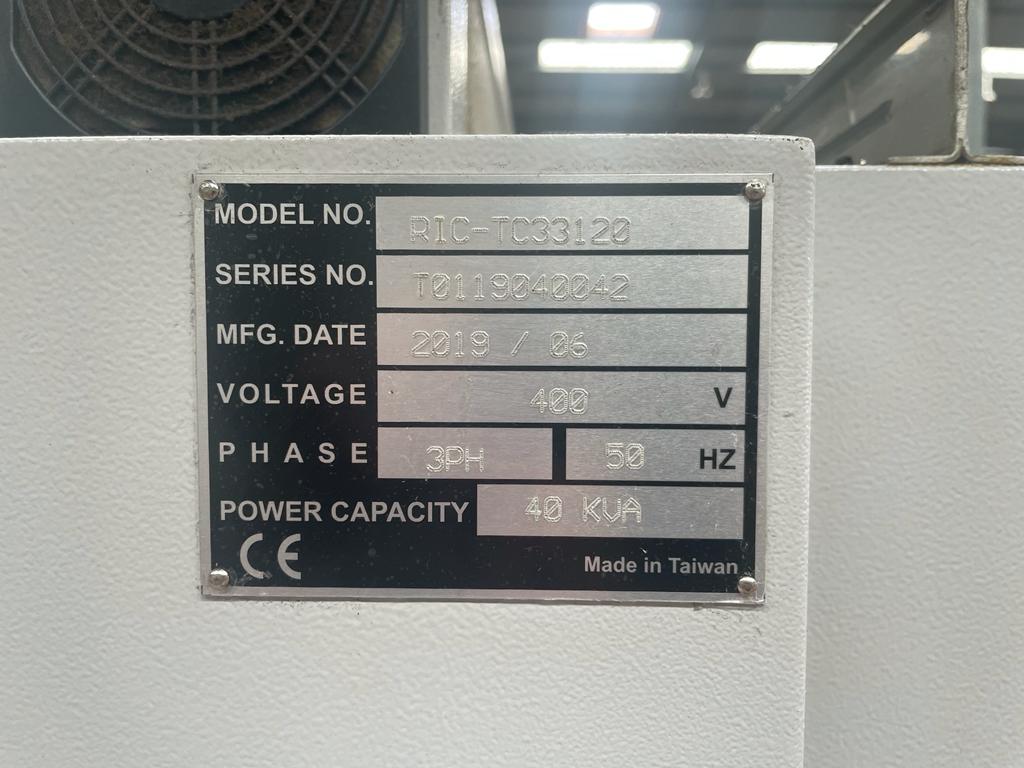 MODEL NO. RIC-TC33120
SERIES NO. T0119040042
MFG. DATE 2019 / 06
VOLTAGE 400 V
PHASE 3PH 50 HZ
POWER CAPACITY 40 KVA
CE Made in Taiwan